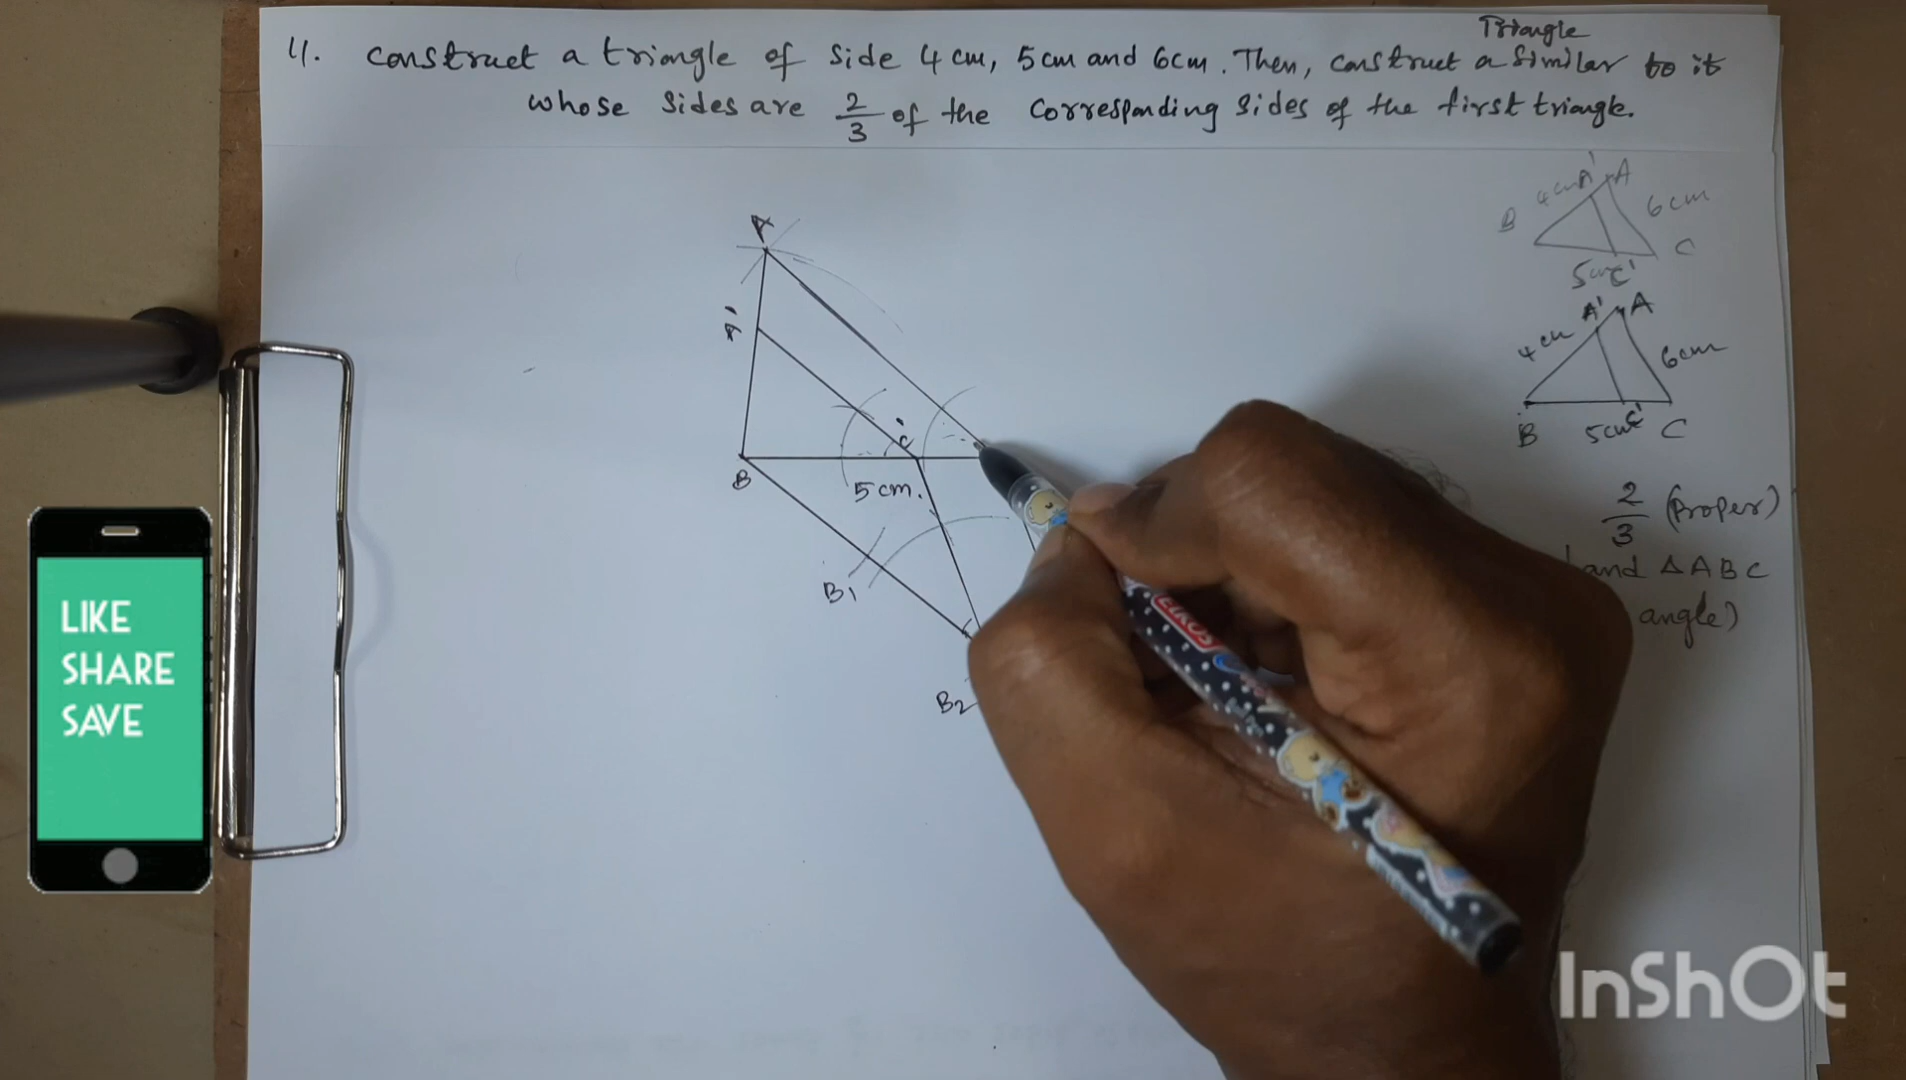 4. Construct a triangle of side 4 cm, 5 cm and 6 cm. Then, construct a similar to it
Triangle
whose sides are 2/3 of the corresponding sides of the first triangle.
A
A'
C'
B
5 cm.
B1
B2
A' A
4 cm
6 cm
B
C
5 cm C'
A' A
4 cm
6 cm
B 5 cm C' C
2/3 (Proper)
and Δ ABC
angle)
LIKE
SHARE
SAVE
InShOt